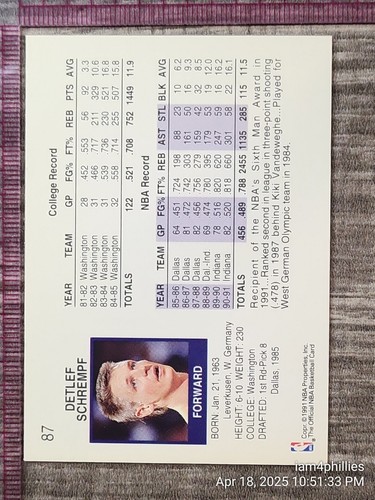 87
DETLEF
SCHREMPF
FORWARD
BORN: Jan. 21, 1963
Leverkusen, W. Germany
HEIGHT: 6-10 WEIGHT: 230
COLLEGE: Washington
DRAFTED: 1st Rd-Pick 8
Dallas, 1985
Copr. © 1991 NBA Properties, Inc.
The Official NBA Basketball Card
College Record
YEAR TEAM GP FG% FT% REB PTS AVG
81-82 Washington 28 452 553 56 92 3.3
82-83 Washington 31 466 717 211 329 10.6
83-84 Washington 31 539 736 230 521 16.8
84-85 Washington 32 558 714 255 507 15.8
TOTALS 122 .521 .708 752 1449 11.9
NBA Record
YEAR TEAM GP FG% FT% REB AST STL BLK AVG
85-86 Dallas 64 451 724 198 88 23 10 6.2
86-87 Dallas 81 472 742 303 161 50 16 9.3
87-88 Dallas 82 456 756 279 159 42 32 8.5
88-89 Dal.-Ind 69 474 780 395 179 53 19 12.0
89-90 Indiana 78 516 820 620 247 59 16 16.2
90-91 Indiana 82 520 818 660 301 58 22 16.1
TOTALS 456 .489 .788 2455 1135 285 115 11.5
Recipient of the NBA's Sixth Man Award in
1991...Ranked second in league in three-point shooting
(.478) in 1987 behind Kiki Vandeweghe...Played for
West German Olympic team in 1984.
iam4phillies
Apr 18, 2025 10:51:33 PM